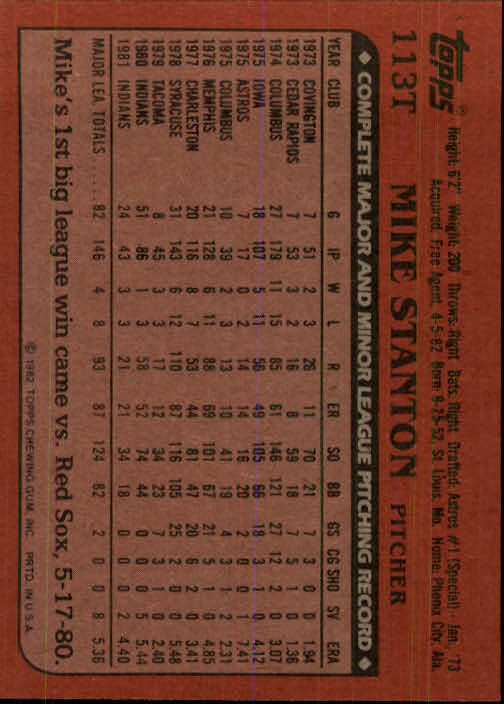 topps®
Height: 6'2" Weight: 200 Throws: Right Bats: Right Drafted: Astros #1 (Special)- Jan., '73
Acquired: Free Agent, 4-5-82 Born: 9-25-52, St. Louis, Mo. Home: Phenix City, Ala.
113T MIKE STANTON PITCHER
◆ COMPLETE MAJOR AND MINOR LEAGUE PITCHING RECORD ◆
YEAR CLUB G IP W L R ER SO BB GS CG SHO SV ERA
1973 COVINGTON 7 51 2 3 26 11 70 21 7 3 0 0 1.94
1973 CEDAR RAPIDS 7 53 3 2 16 8 59 18 7 5 1 0 1.36
1974 COLUMBUS 27 179 11 15 85 61 146 121 27 12 2 0 3.07
1975 IOWA 18 107 5 11 56 49 105 66 18 3 1 0 4.12
1975 ASTROS 7 17 0 2 14 14 16 20 2 0 0 1 7.41
1975 COLUMBUS 10 39 2 3 13 10 41 19 4 3 1 2 2.31
1976 MEMPHIS 21 128 6 11 88 69 101 67 21 5 1 0 4.85
1977 CHARLESTON 20 116 8 7 53 44 81 47 20 6 2 0 3.41
1978 SYRACUSE 31 143 6 12 110 87 116 105 25 2 0 0 5.48
1979 TACOMA 8 45 3 3 17 12 34 23 7 3 1 0 2.40
1980 INDIANS 51 86 1 3 58 52 74 44 0 0 0 5 5.44
1981 INDIANS 24 43 3 3 21 21 34 18 0 0 0 2 4.40
MAJOR LEA TOTALS ..... 82 146 4 8 93 87 124 82 2 0 0 8 5.36
Mike's 1st big league win came vs. Red Sox, 5-17-80.
© 1982 TOPPS CHEWING GUM, INC. PRTD. IN U.S.A.